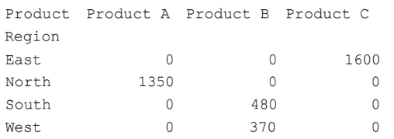 Product Product A Product B Product C
Region
East 0 0 1600
North 1350 0 0
South 0 480 0
West 0 370 0